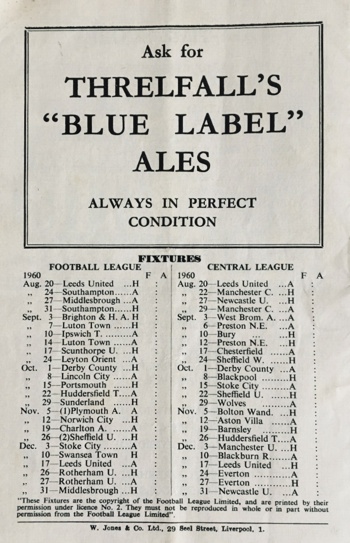 Ask for
THRELFALL'S
"BLUE LABEL"
ALES
ALWAYS IN PERFECT
CONDITION
FIXTURES
FOOTBALL LEAGUE
1960 F A
Aug. 20—Leeds United ...H :
„ 24—Southampton......A :
„ 27—Middlesbrough ...A :
„ 31—Southampton......H :
Sept. 3—Brighton & H. A. H :
„ 7—Luton Town ......H :
„ 10—Ipswich T. ......A :
„ 14—Luton Town ......A :
„ 17—Scunthorpe U. ...H :
„ 24—Leyton Orient ...A :
Oct. 1—Derby County ...H :
„ 8—Lincoln City ......A :
„ 15—Portsmouth ......H :
„ 22—Huddersfield T....A :
„ 29—Sunderland ......H :
Nov. 5—(1)Plymouth A. A :
„ 12—Norwich City ...H :
„ 19—Charlton A. ......A :
„ 26—(2)Sheffield U. ...H :
Dec. 3—Stoke City ......A :
„ 10—Swansea Town ...H :
„ 17—Leeds United ...A :
„ 26—Rotherham U. ...H :
„ 27—Rotherham U. ...A :
„ 31—Middlesbrough ...H :
CENTRAL LEAGUE
1960 F A
Aug. 20—Leeds United ...A :
„ 22—Manchester C. ...H :
„ 27—Newcastle U. ...H :
„ 29—Manchester C. ...A :
Sept. 3—West Brom. A. ...A :
„ 6—Preston N.E. ...A :
„ 10—Bury ... ...H :
„ 12—Preston N.E. ...H :
„ 17—Chesterfield ...A :
„ 24—Sheffield W. ...H :
Oct. 1—Derby County ...A :
„ 8—Blackpool .........H :
„ 15—Stoke City ......A :
„ 22—Sheffield U. ......H :
„ 29—Wolves ......A :
Nov. 5—Bolton Wand. ...H :
„ 12—Aston Villa ......A :
„ 19—Barnsley ......H :
„ 26—Huddersfield T....A :
Dec. 3—Manchester U. ...H :
„ 10—Blackburn R.......A :
„ 17—Leeds United ...H :
„ 24—Everton .........A :
„ 27—Everton .........H :
„ 31—Newcastle U. ...A :
"These Fixtures are the copyright of the Football League Limited, and are printed by their
permission under licence No. 2. They must not be reproduced in whole or in part without
permission from the Football League Limited".
W. Jones & Co. Ltd., 29 Seel Street, Liverpool, 1.